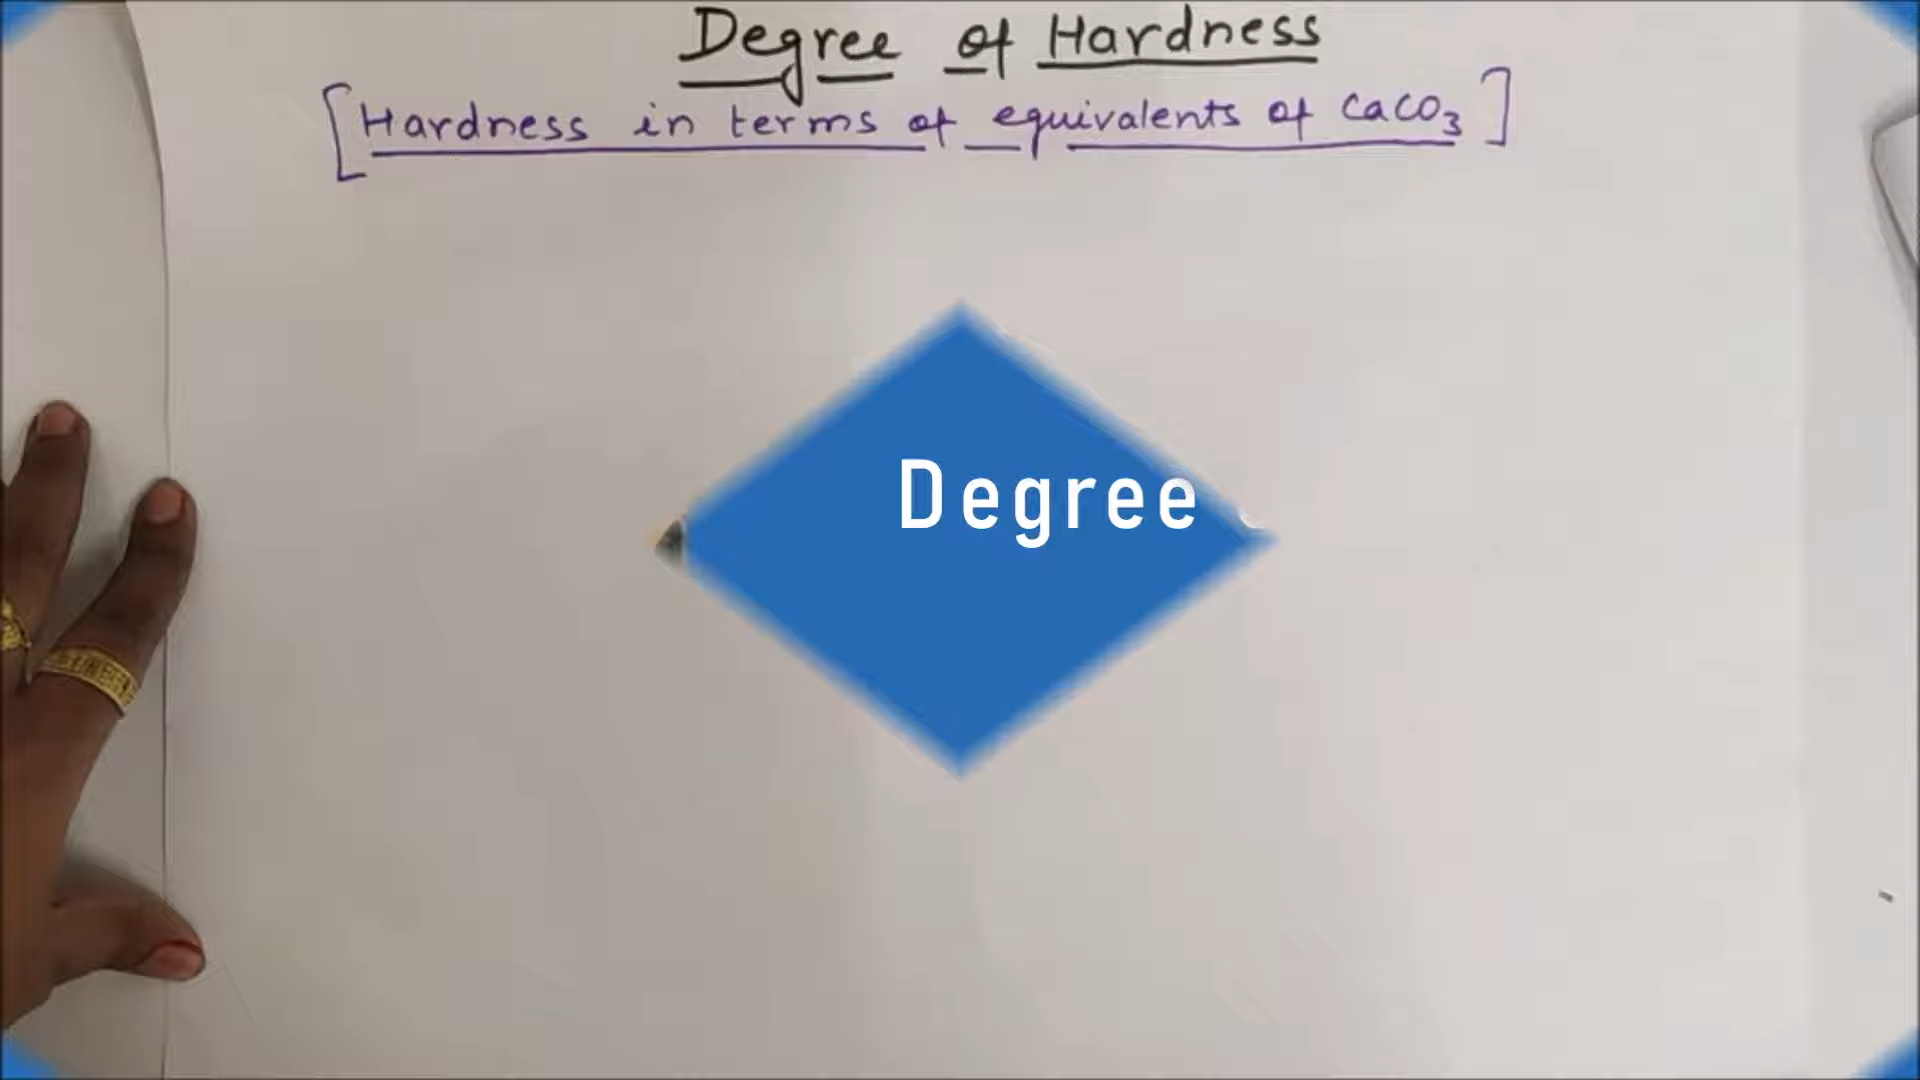 Degree of Hardness
[Hardness in terms of equivalents of CaCO3]
Degree